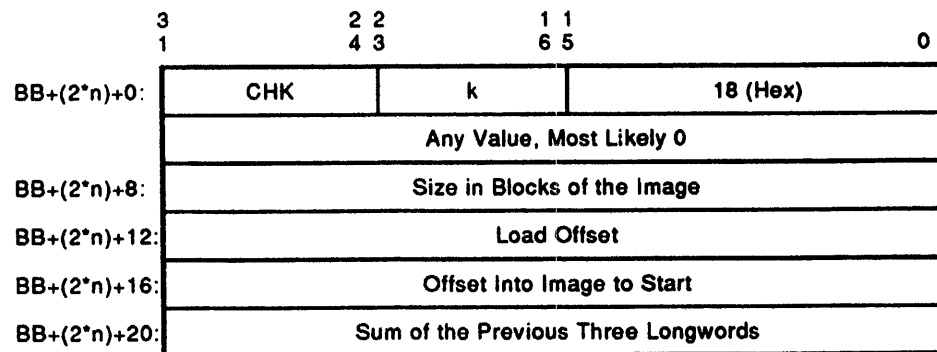 3 2 2 1 1
1 4 3 6 5 0
BB+(2*n)+0: CHK k 18 (Hex)
Any Value, Most Likely 0
BB+(2*n)+8: Size in Blocks of the Image
BB+(2*n)+12: Load Offset
BB+(2*n)+16: Offset Into Image to Start
BB+(2*n)+20: Sum of the Previous Three Longwords